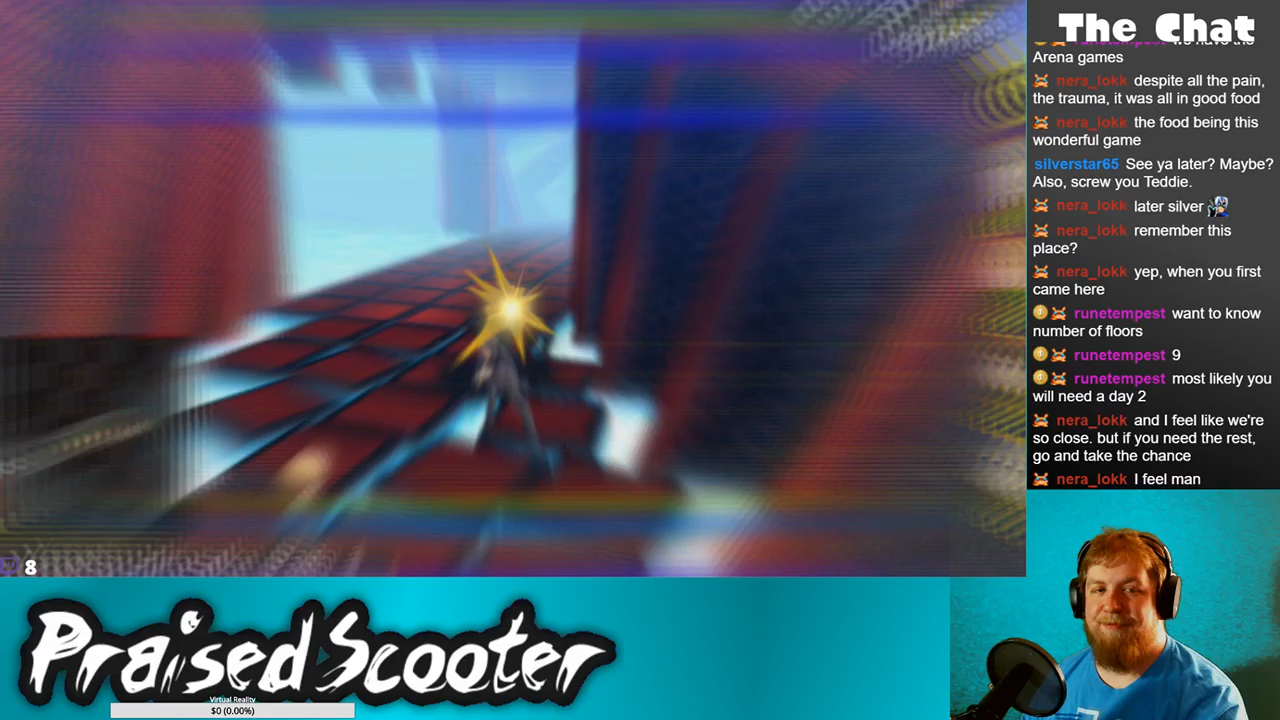 The Chat
Arena games
nera_lokk despite all the pain,
the trauma, it was all in good food
nera_lokk the food being this
wonderful game
silverstar65 See ya later? Maybe?
Also, screw you Teddie.
nera_lokk later silver
nera_lokk remember this
place?
nera_lokk yep, when you first
came here
runetempest want to know
number of floors
runetempest 9
runetempest most likely you
will need a day 2
nera_lokk and I feel like we're
so close. but if you need the rest,
go and take the chance
nera_lokk I feel man
8
PraisedScooter
Virtual Reality
$0 (0.00%)